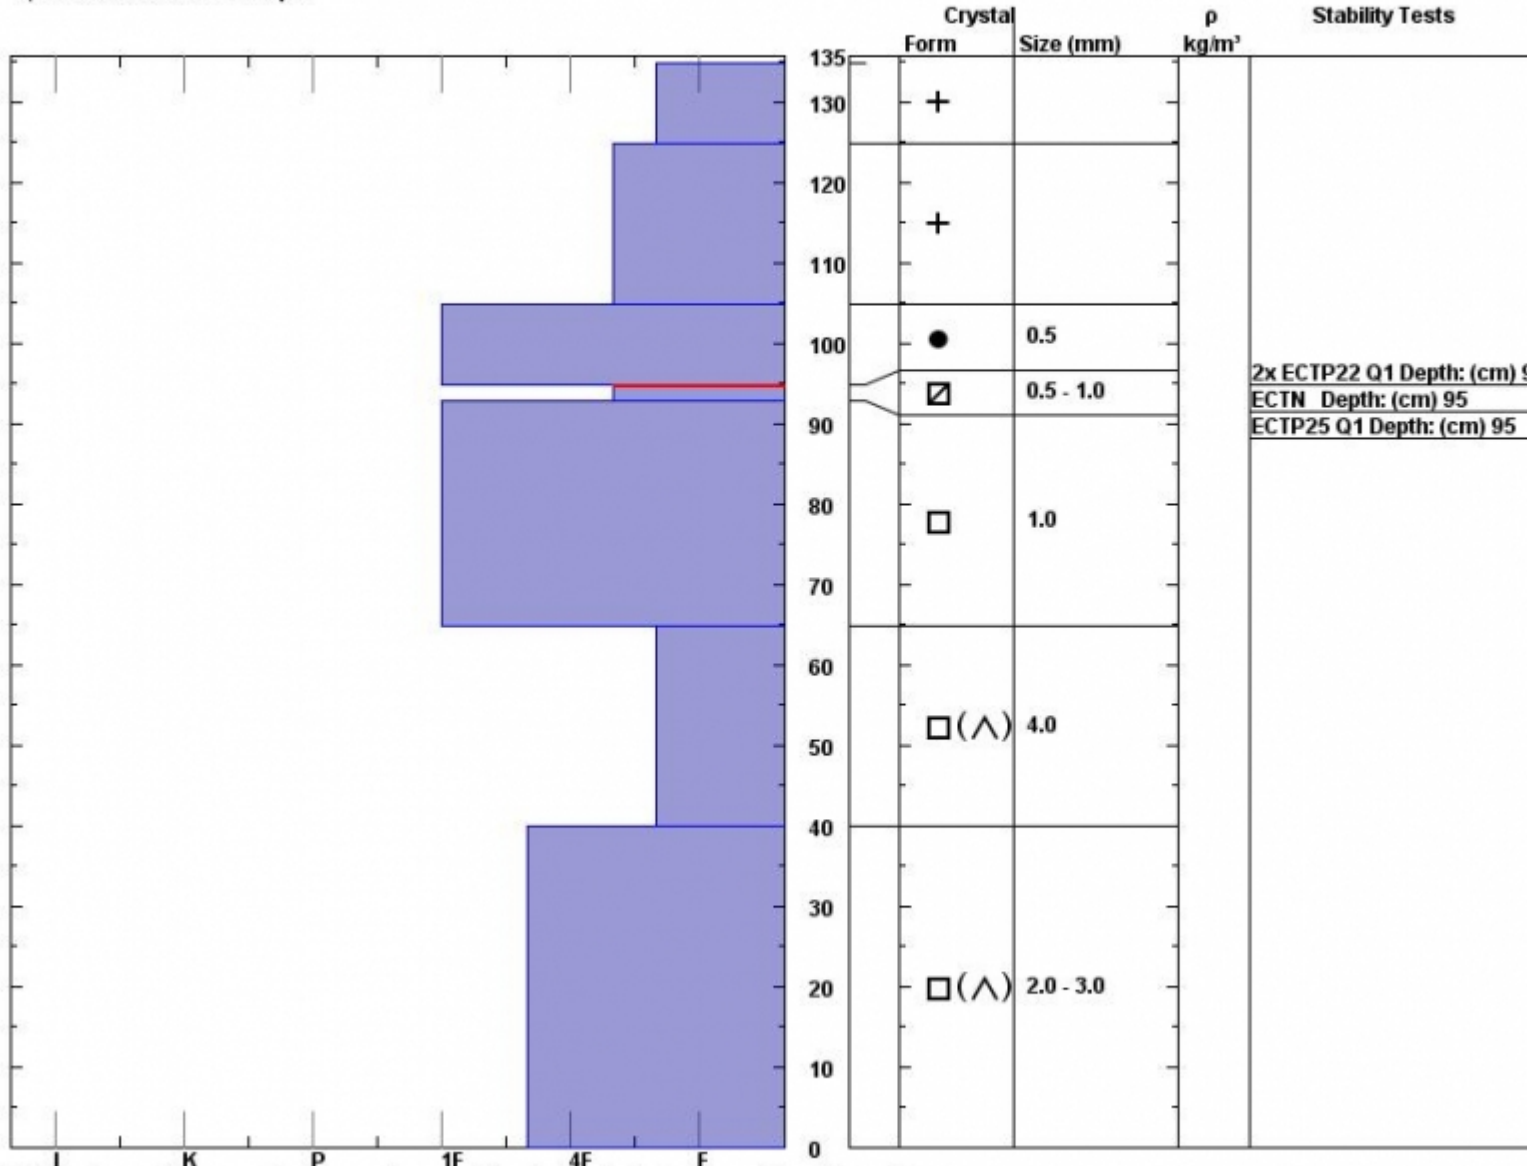 Crystal ρ Stability Tests
Form Size (mm) kg/m³
135
130 +
120
+
110
0.5
100
2x ECTP22 Q1 Depth: (cm) 9
0.5 - 1.0
ECTN Depth: (cm) 95
90
ECTP25 Q1 Depth: (cm) 95
80
1.0
70
60
(∧) 4.0
50
40
30
20 (∧) 2.0 - 3.0
10
0
I K P 1F 4F F